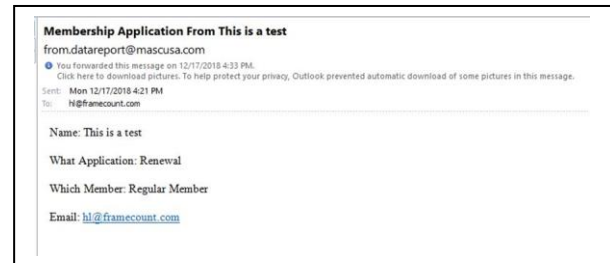 Membership Application From This is a test
from.datareport@mascusa.com
You forwarded this message on 12/17/2018 4:33 PM.
Click here to download pictures. To help protect your privacy, Outlook prevented automatic download of some pictures in this message.
Sent: Mon 12/17/2018 4:21 PM
To: hl@framecount.com
Name: This is a test
What Application: Renewal
Which Member: Regular Member
Email: hl@framecount.com